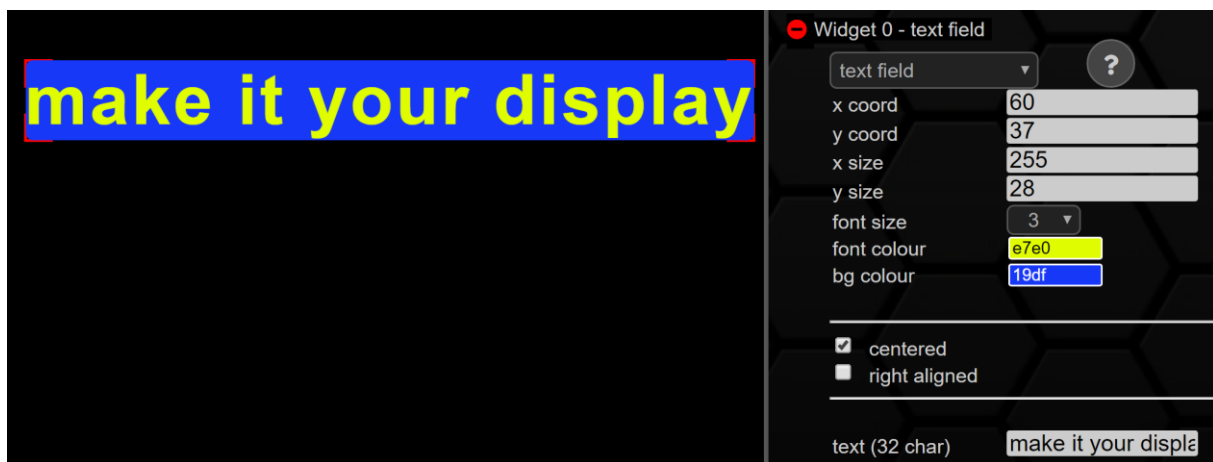 make it your display
Widget 0 - text field
text field ?
x coord 60
y coord 37
x size 255
y size 28
font size 3
font colour e7e0
bg colour 19df
centered
right aligned
text (32 char) make it your displa